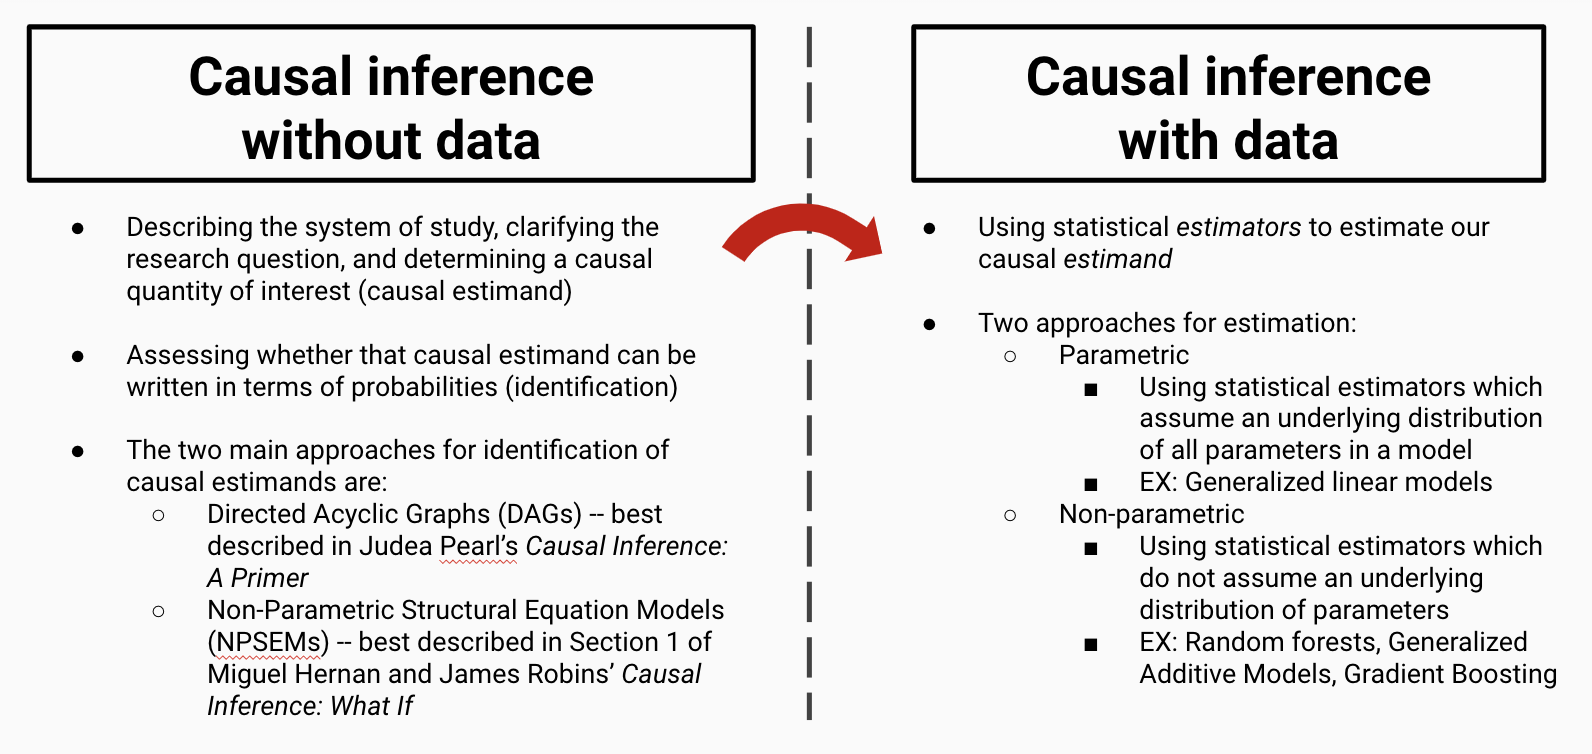 Causal inference
without data
● Describing the system of study, clarifying the
research question, and determining a causal
quantity of interest (causal estimand)
● Assessing whether that causal estimand can be
written in terms of probabilities (identification)
● The two main approaches for identification of
causal estimands are:
○ Directed Acyclic Graphs (DAGs) -- best
described in Judea Pearl’s Causal Inference:
A Primer
○ Non-Parametric Structural Equation Models
(NPSEMs) -- best described in Section 1 of
Miguel Hernan and James Robins’ Causal
Inference: What If
Causal inference
with data
● Using statistical estimators to estimate our
causal estimand
● Two approaches for estimation:
○ Parametric
■ Using statistical estimators which
assume an underlying distribution
of all parameters in a model
■ EX: Generalized linear models
○ Non-parametric
■ Using statistical estimators which
do not assume an underlying
distribution of parameters
■ EX: Random forests, Generalized
Additive Models, Gradient Boosting